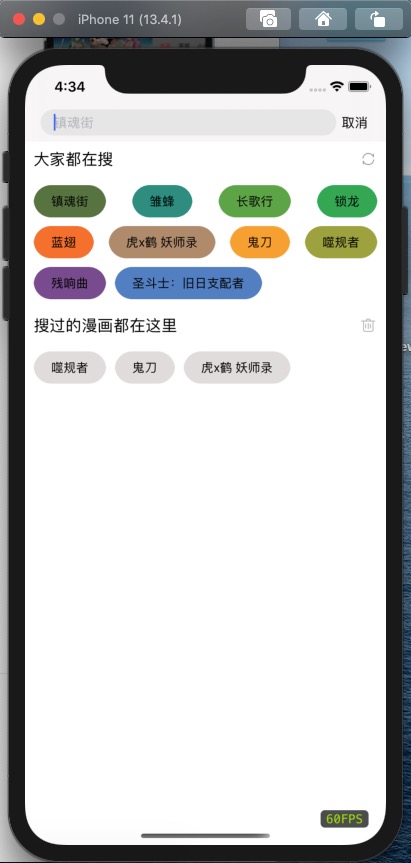 iPhone 11 (13.4.1)
4:34
镇魂街 取消
大家都在搜
镇魂街 雏蜂 长歌行 锁龙
蓝翅 虎x鹤 妖师录 鬼刀 噬规者
残响曲 圣斗士：旧日支配者
搜过的漫画都在这里
噬规者 鬼刀 虎x鹤 妖师录
60FPS